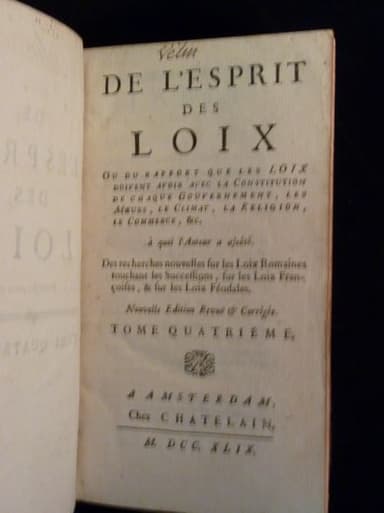 Velin
DE L'ESPRIT
DES
LOIX
OU DU RAPPORT QUE LES LOIX
DOIVENT AVOIR AVEC LA CONSTITUTION
DE CHAQUE GOUVERNEMENT, LES
MŒURS, LE CLIMAT, LA RELIGION,
LE COMMERCE, &c.
à quoi l'Auteur a ajoûté.
Des recherches nouvelles sur les Loix Romaines
touchant les Successions, sur les Loix Fran-
çoises, & sur les Loix Féodales.
Nouvelle Edition Revue & Corrigée.
TOME QUATRIÉME,
A AMSTERDAM,
Chez CHATELAIN,
M. DCC. XLIX.